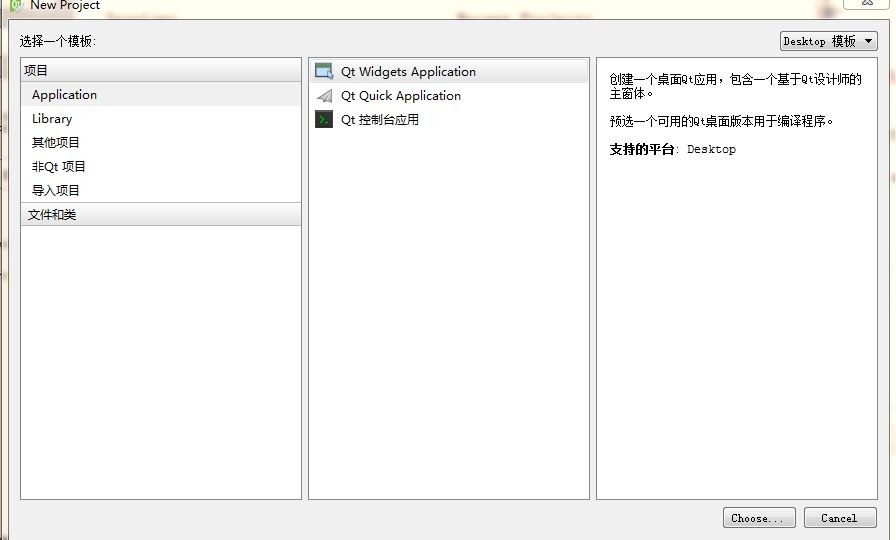 New Project
选择一个模板:
Desktop 模板
项目
Application
Library
其他项目
非Qt 项目
导入项目
文件和类
Qt Widgets Application
Qt Quick Application
Qt 控制台应用
创建一个桌面Qt应用，包含一个基于Qt设计师的
主窗体。
预选一个可用的Qt桌面版本用于编译程序。
支持的平台: Desktop
Choose...
Cancel